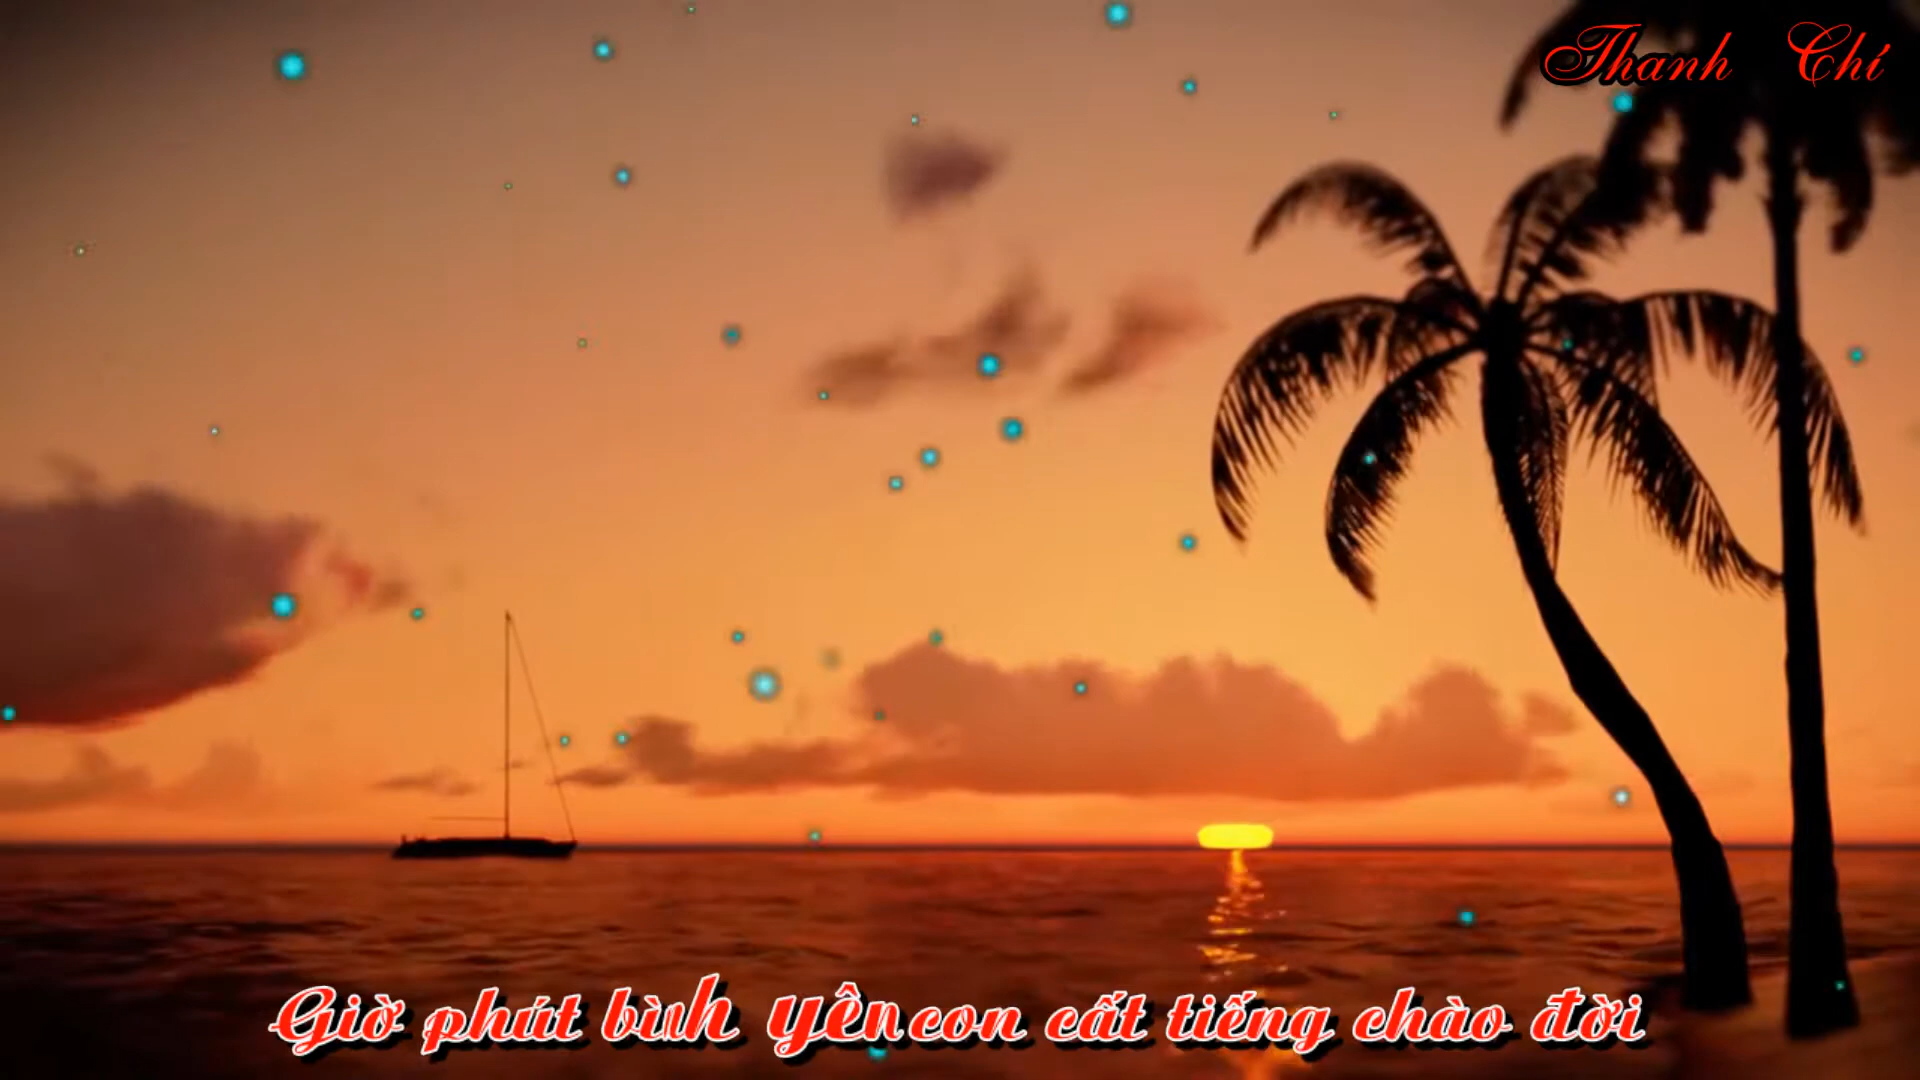 Thanh Chí
Giờ phút bình yên con cất tiếng chào đời